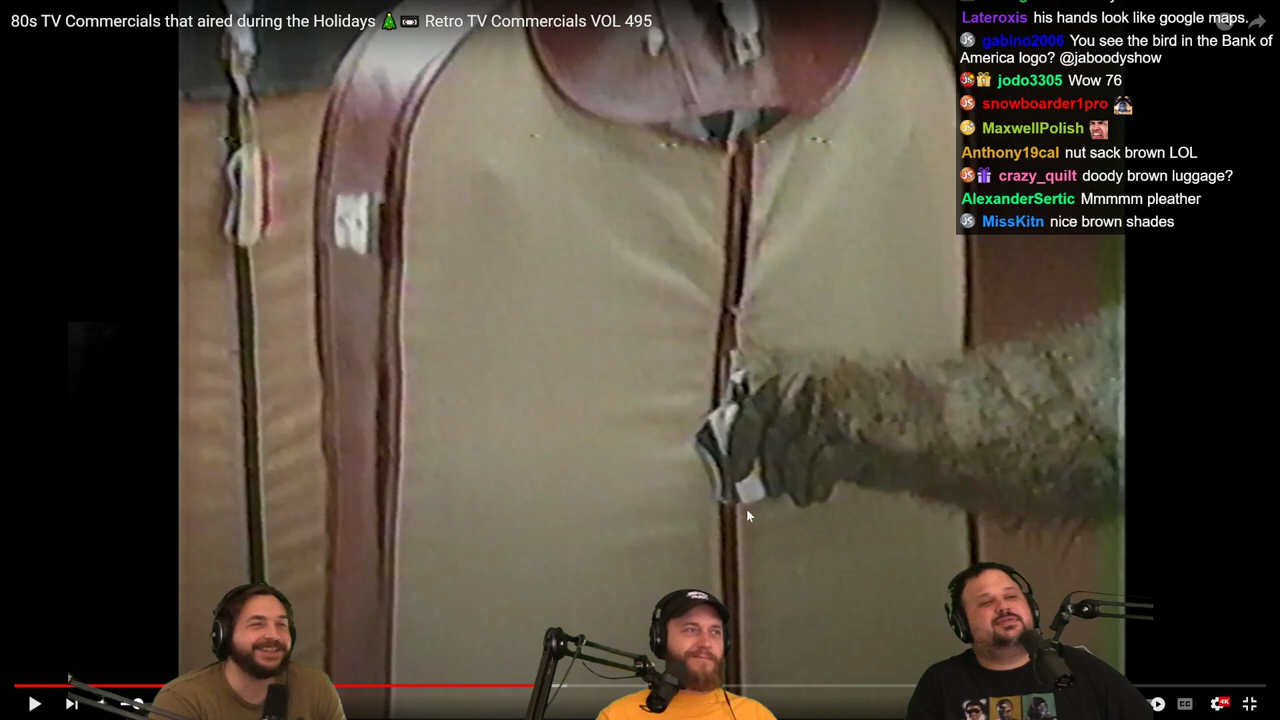 80s TV Commercials that aired during the Holidays 🎄📼 Retro TV Commercials VOL 495
Lateroxis his hands look like google maps.
gabino2006 You see the bird in the Bank of
America logo? @jaboodyshow
jodo3305 Wow 76
snowboarder1pro
MaxwellPolish
Anthony19cal nut sack brown LOL
crazy_quilt doody brown luggage?
AlexanderSertic Mmmmm pleather
MissKitn nice brown shades
CC
4K